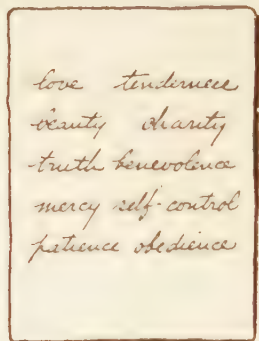 love tenderness
beauty charity
truth benevolence
mercy self-control
patience obedience